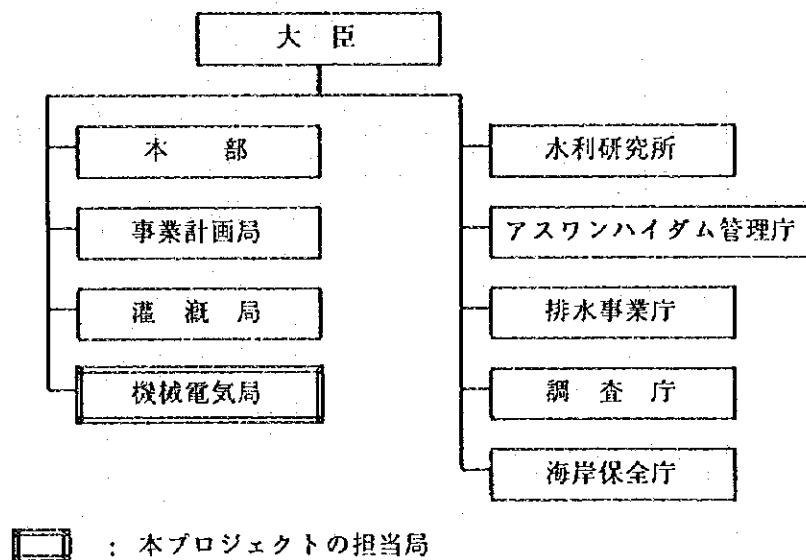 大臣
本部
事業計画局
灌漑局
機械電気局
水利研究所
アスワンハイダム管理庁
排水事業庁
調査庁
海岸保全庁
: 本プロジェクトの担当局